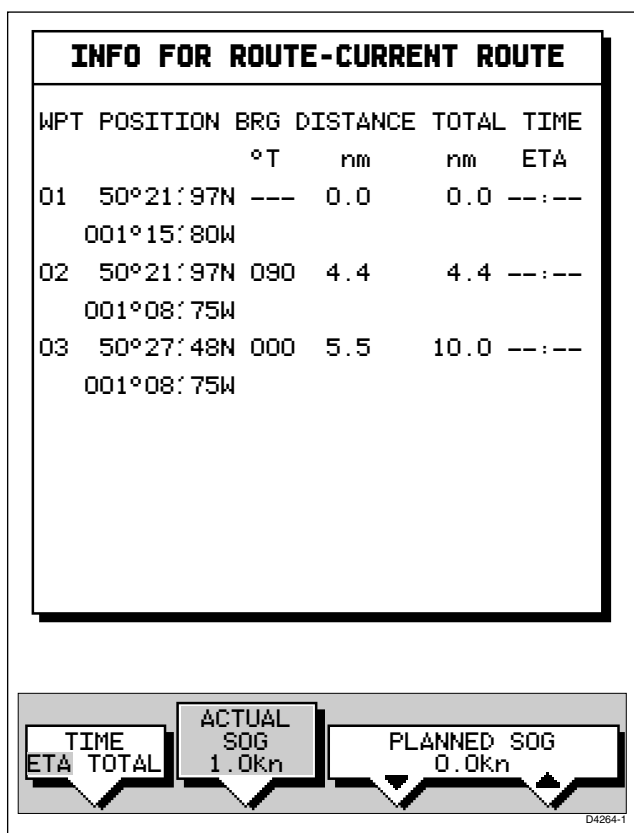 INFO FOR ROUTE-CURRENT ROUTE
WPT POSITION BRG DISTANCE TOTAL TIME
°T nm nm ETA
01 50°21'.97N --- 0.0 0.0 --:--
001°15'.80W
02 50°21'.97N 090 4.4 4.4 --:--
001°08'.75W
03 50°27'.48N 000 5.5 10.0 --:--
001°08'.75W
TIME
ETA TOTAL
ACTUAL
SOG
1.0Kn
PLANNED SOG
0.0Kn
D4264-1